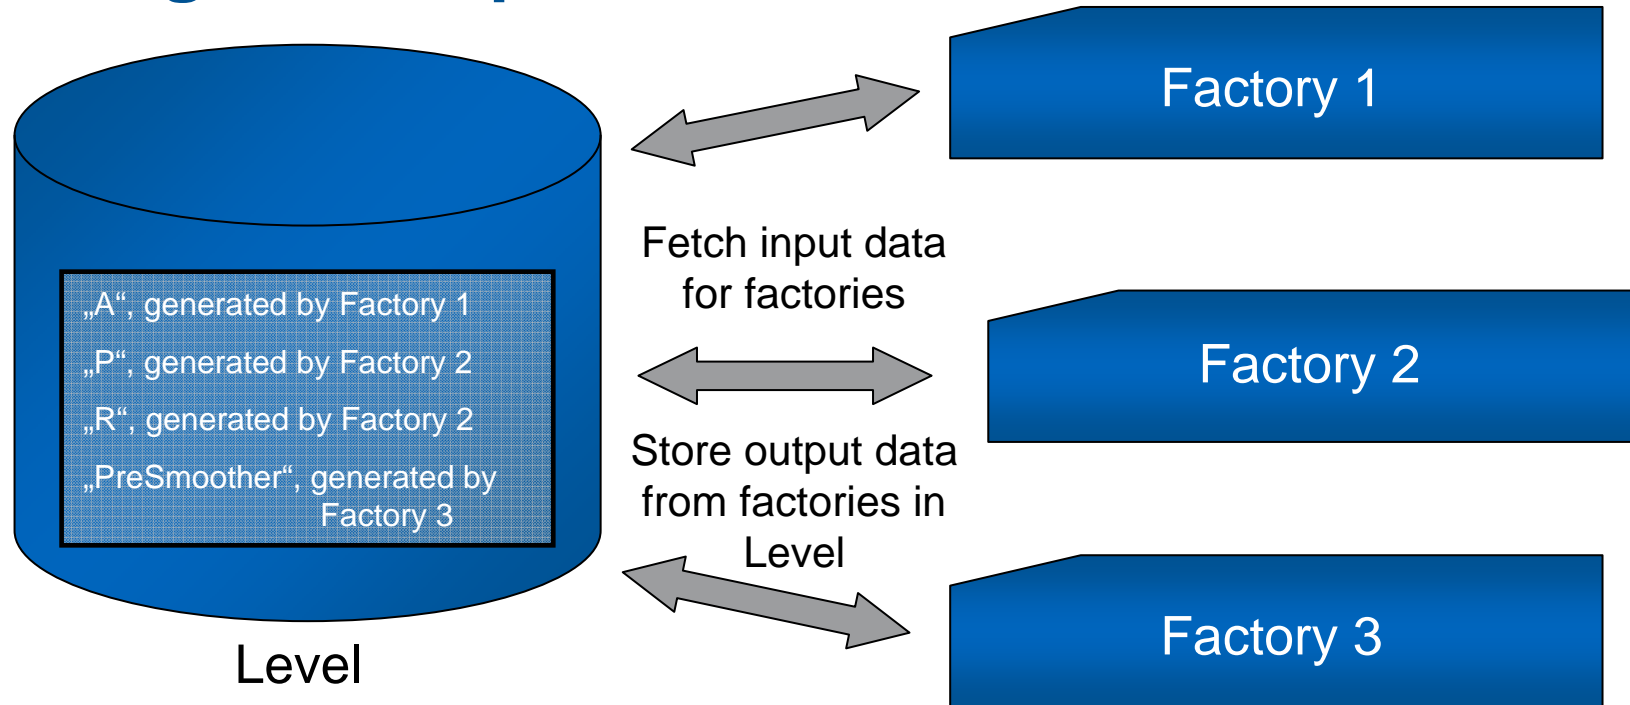 Factory 1
Fetch input data
for factories
„A“, generated by Factory 1
„P“, generated by Factory 2
„R“, generated by Factory 2
„PreSmoother“, generated by
Factory 3
Factory 2
Store output data
from factories in
Level
Factory 3
Level